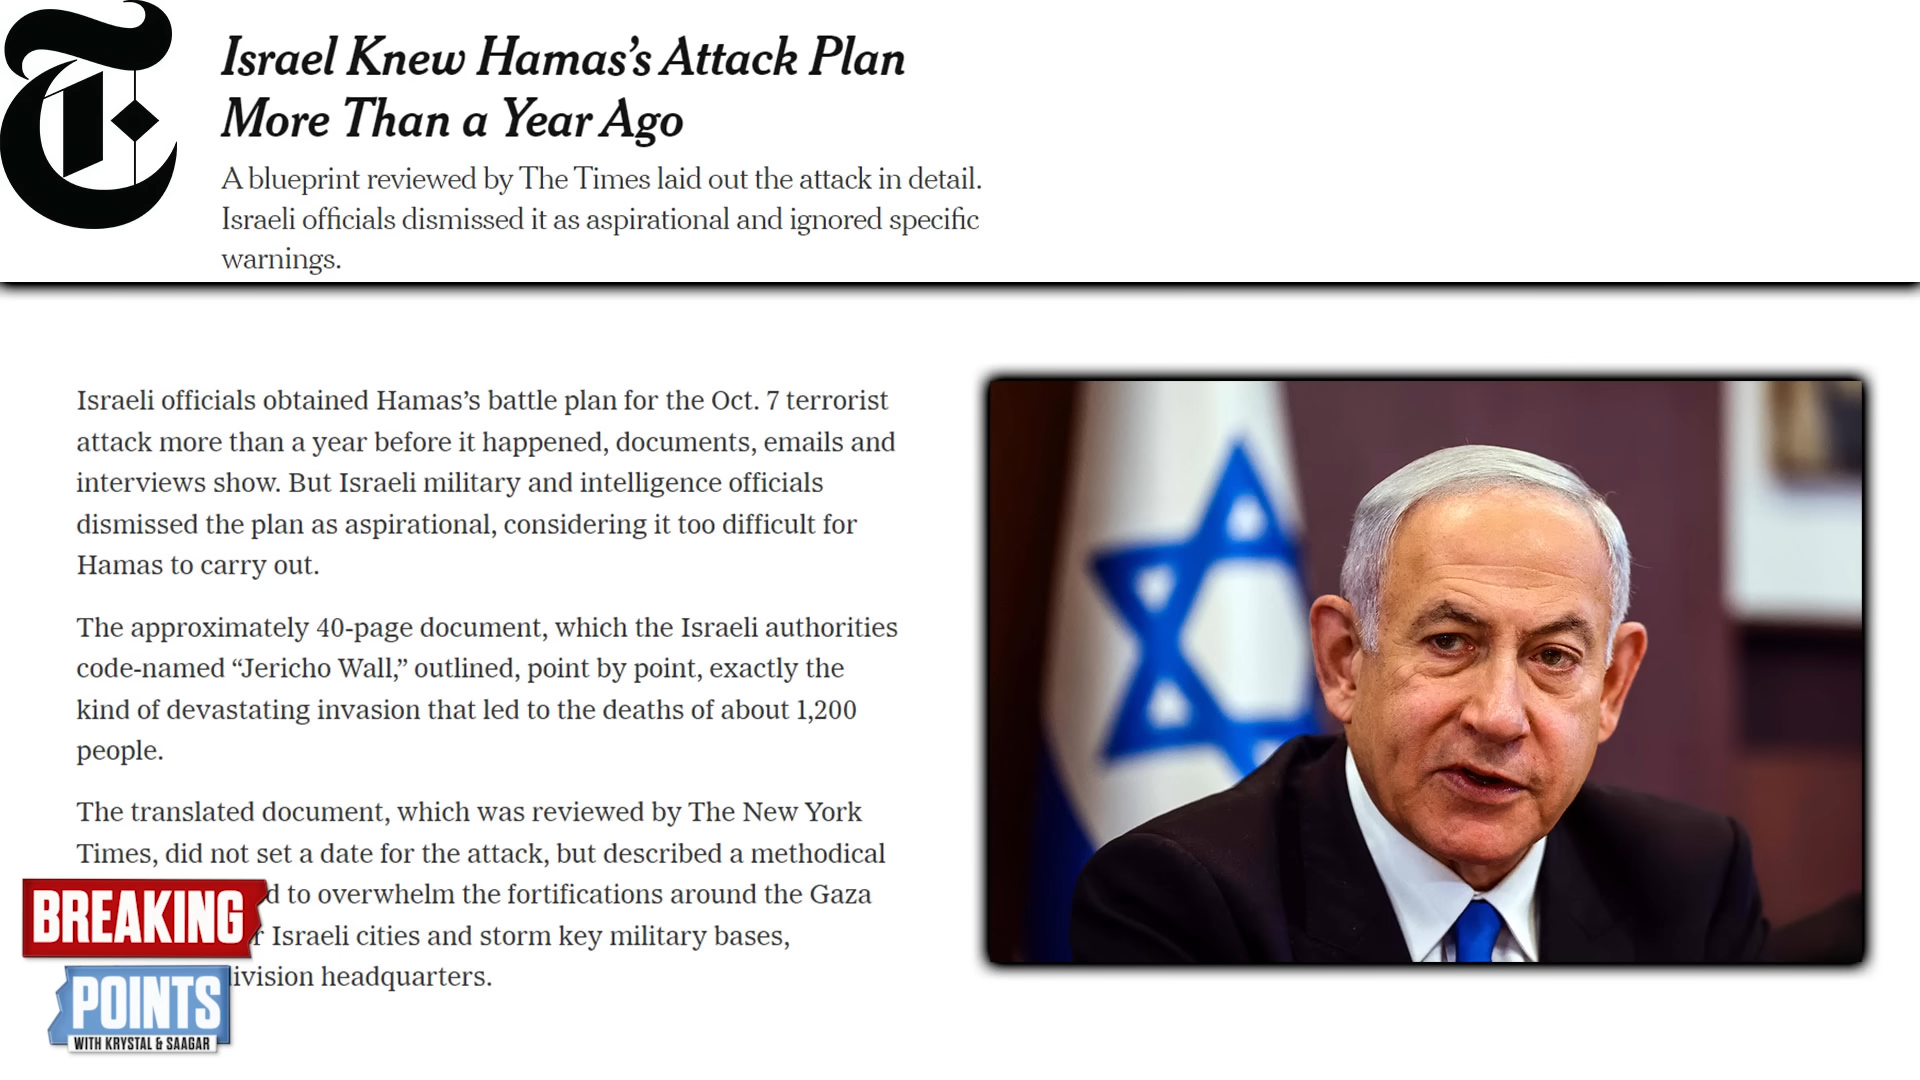 Israel Knew Hamas’s Attack Plan
More Than a Year Ago
A blueprint reviewed by The Times laid out the attack in detail.
Israeli officials dismissed it as aspirational and ignored specific
warnings.
Israeli officials obtained Hamas’s battle plan for the Oct. 7 terrorist
attack more than a year before it happened, documents, emails and
interviews show. But Israeli military and intelligence officials
dismissed the plan as aspirational, considering it too difficult for
Hamas to carry out.
The approximately 40-page document, which the Israeli authorities
code-named “Jericho Wall,” outlined, point by point, exactly the
kind of devastating invasion that led to the deaths of about 1,200
people.
The translated document, which was reviewed by The New York
Times, did not set a date for the attack, but described a methodical
to overwhelm the fortifications around the Gaza
Israeli cities and storm key military bases,
headquarters.
BREAKING
POINTS
WITH KRYSTAL & SAAGAR